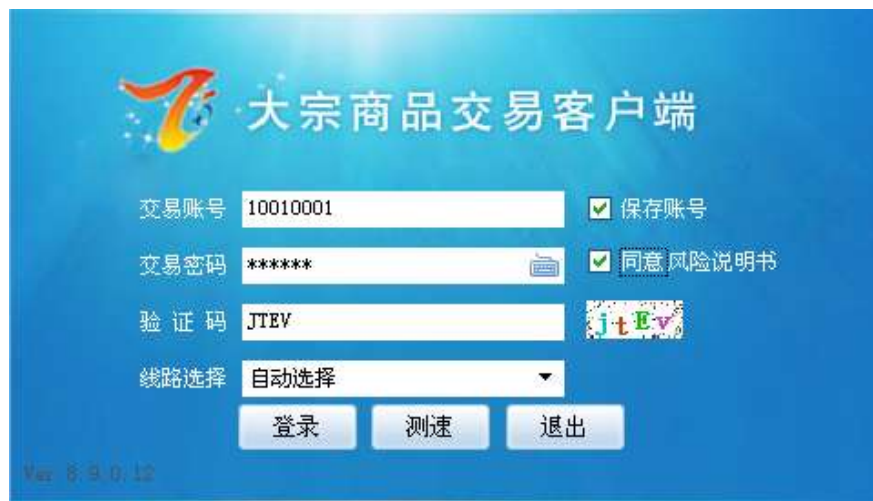 大宗商品交易客户端
交易账号 10010001 保存账号
交易密码 ****** 同意风险说明书
验证码 JTEV jtEv
线路选择 自动选择
登录 测速 退出
Ver 6.9.0.12